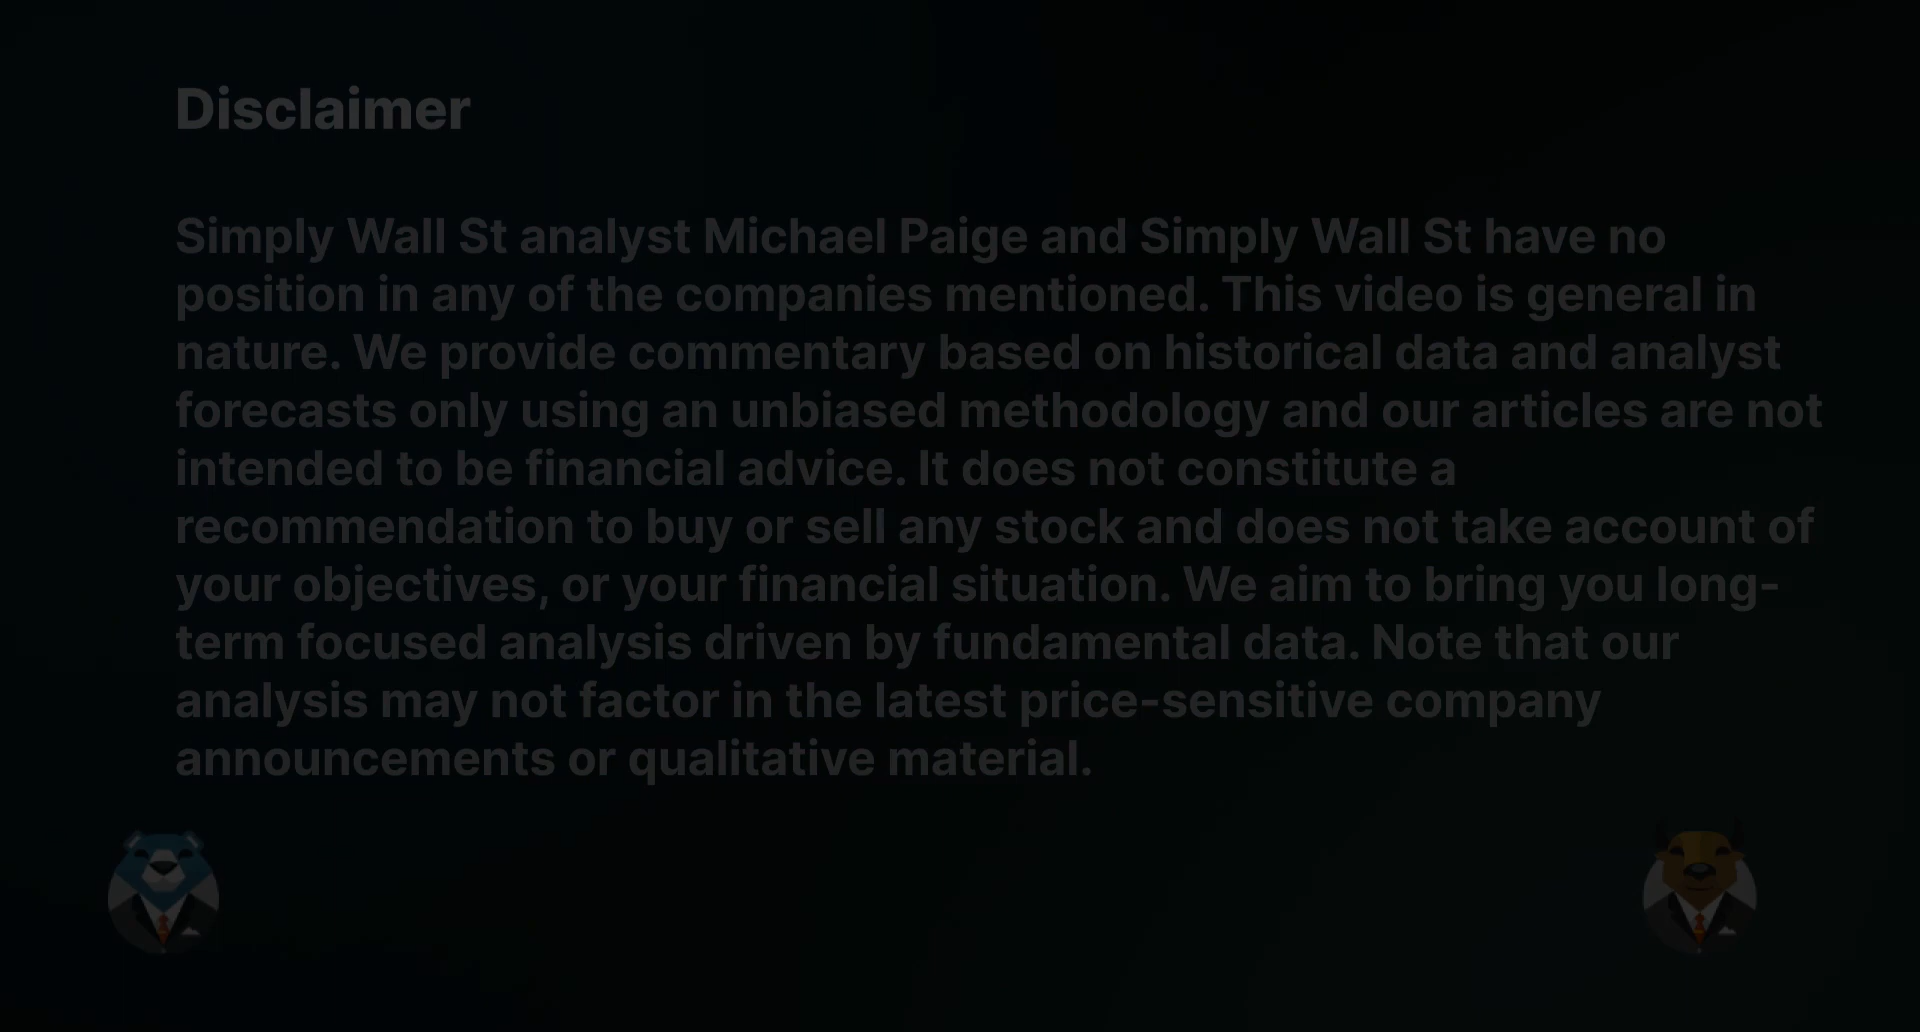 Disclaimer
Simply Wall St analyst Michael Paige and Simply Wall St have no
position in any of the companies mentioned. This video is general in
nature. We provide commentary based on historical data and analyst
forecasts only using an unbiased methodology and our articles are not
intended to be financial advice. It does not constitute a
recommendation to buy or sell any stock and does not take account of
your objectives, or your financial situation. We aim to bring you long-
term focused analysis driven by fundamental data. Note that our
analysis may not factor in the latest price-sensitive company
announcements or qualitative material.